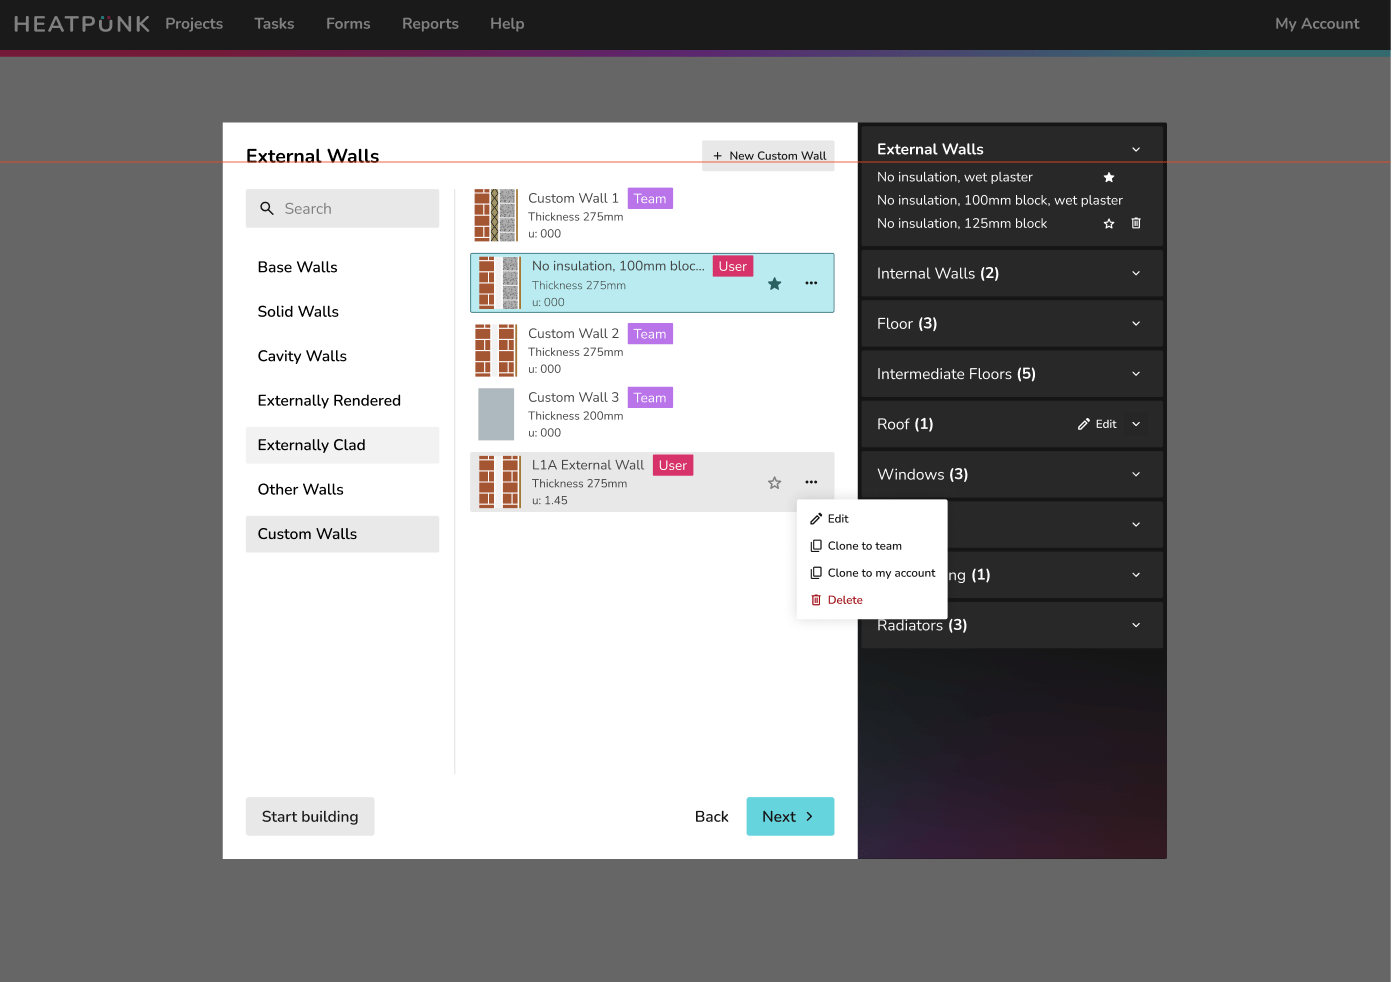 HEATPUNK
Projects
Tasks
Forms
Reports
Help
My Account
External Walls
+ New Custom Wall
Search
Base Walls
Solid Walls
Cavity Walls
Externally Rendered
Externally Clad
Other Walls
Custom Walls
Custom Wall 1 Team
Thickness 275mm
u: 000
No insulation, 100mm bloc... User
Thickness 275mm
u: 000
Custom Wall 2 Team
Thickness 275mm
u: 000
Custom Wall 3 Team
Thickness 200mm
u: 000
L1A External Wall User
Thickness 275mm
u: 1.45
Edit
Clone to team
Clone to my account
Delete
Start building
Back
Next
External Walls
No insulation, wet plaster
No insulation, 100mm block, wet plaster
No insulation, 125mm block
Internal Walls (2)
Floor (3)
Intermediate Floors (5)
Roof (1) Edit
Windows (3)
ng (1)
Radiators (3)